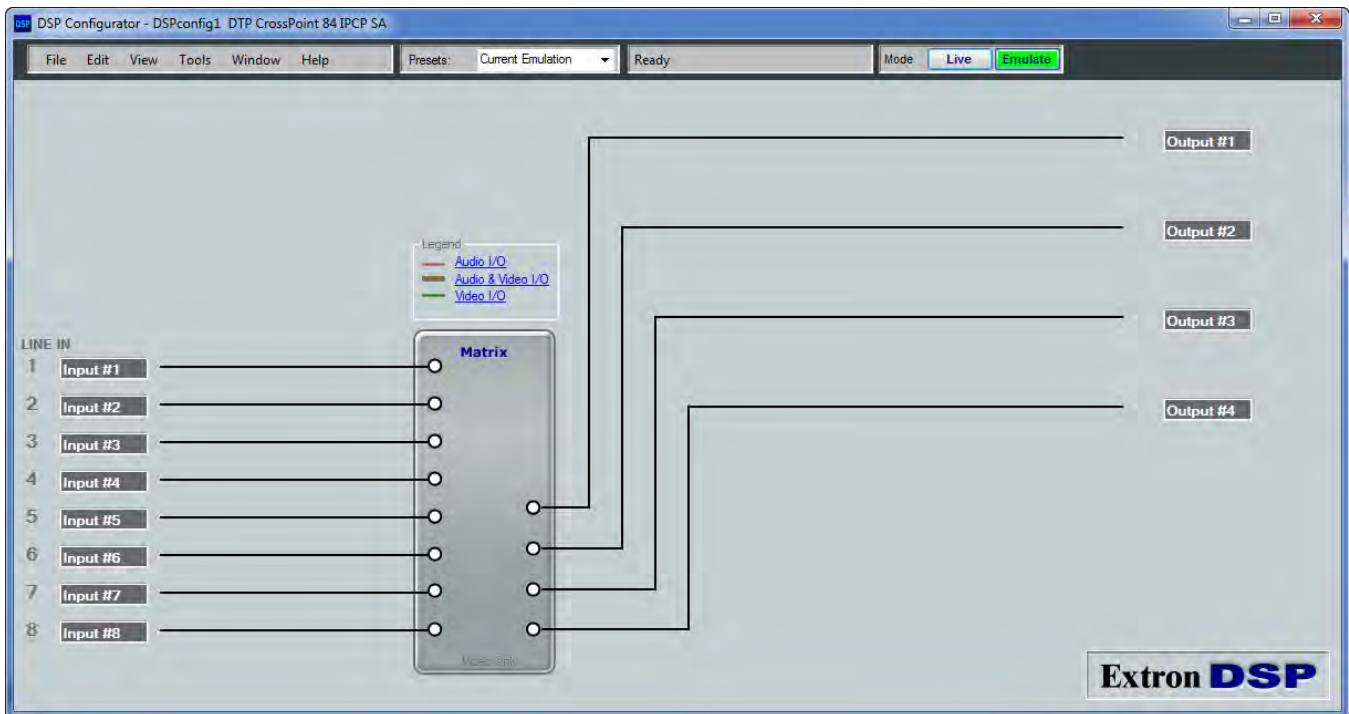 DSP DSP Configurator - DSPconfig1 DTP CrossPoint 84 IPCP SA
File Edit View Tools Window Help Presets: Current Emulation Ready Mode Live Emulate
Output #1
Output #2
Legend
Audio I/O
Audio & Video I/O
Video I/O
Output #3
LINE IN
Matrix
1 Input #1
2 Input #2
Output #4
3 Input #3
4 Input #4
5 Input #5
6 Input #6
7 Input #7
8 Input #8
Extron DSP